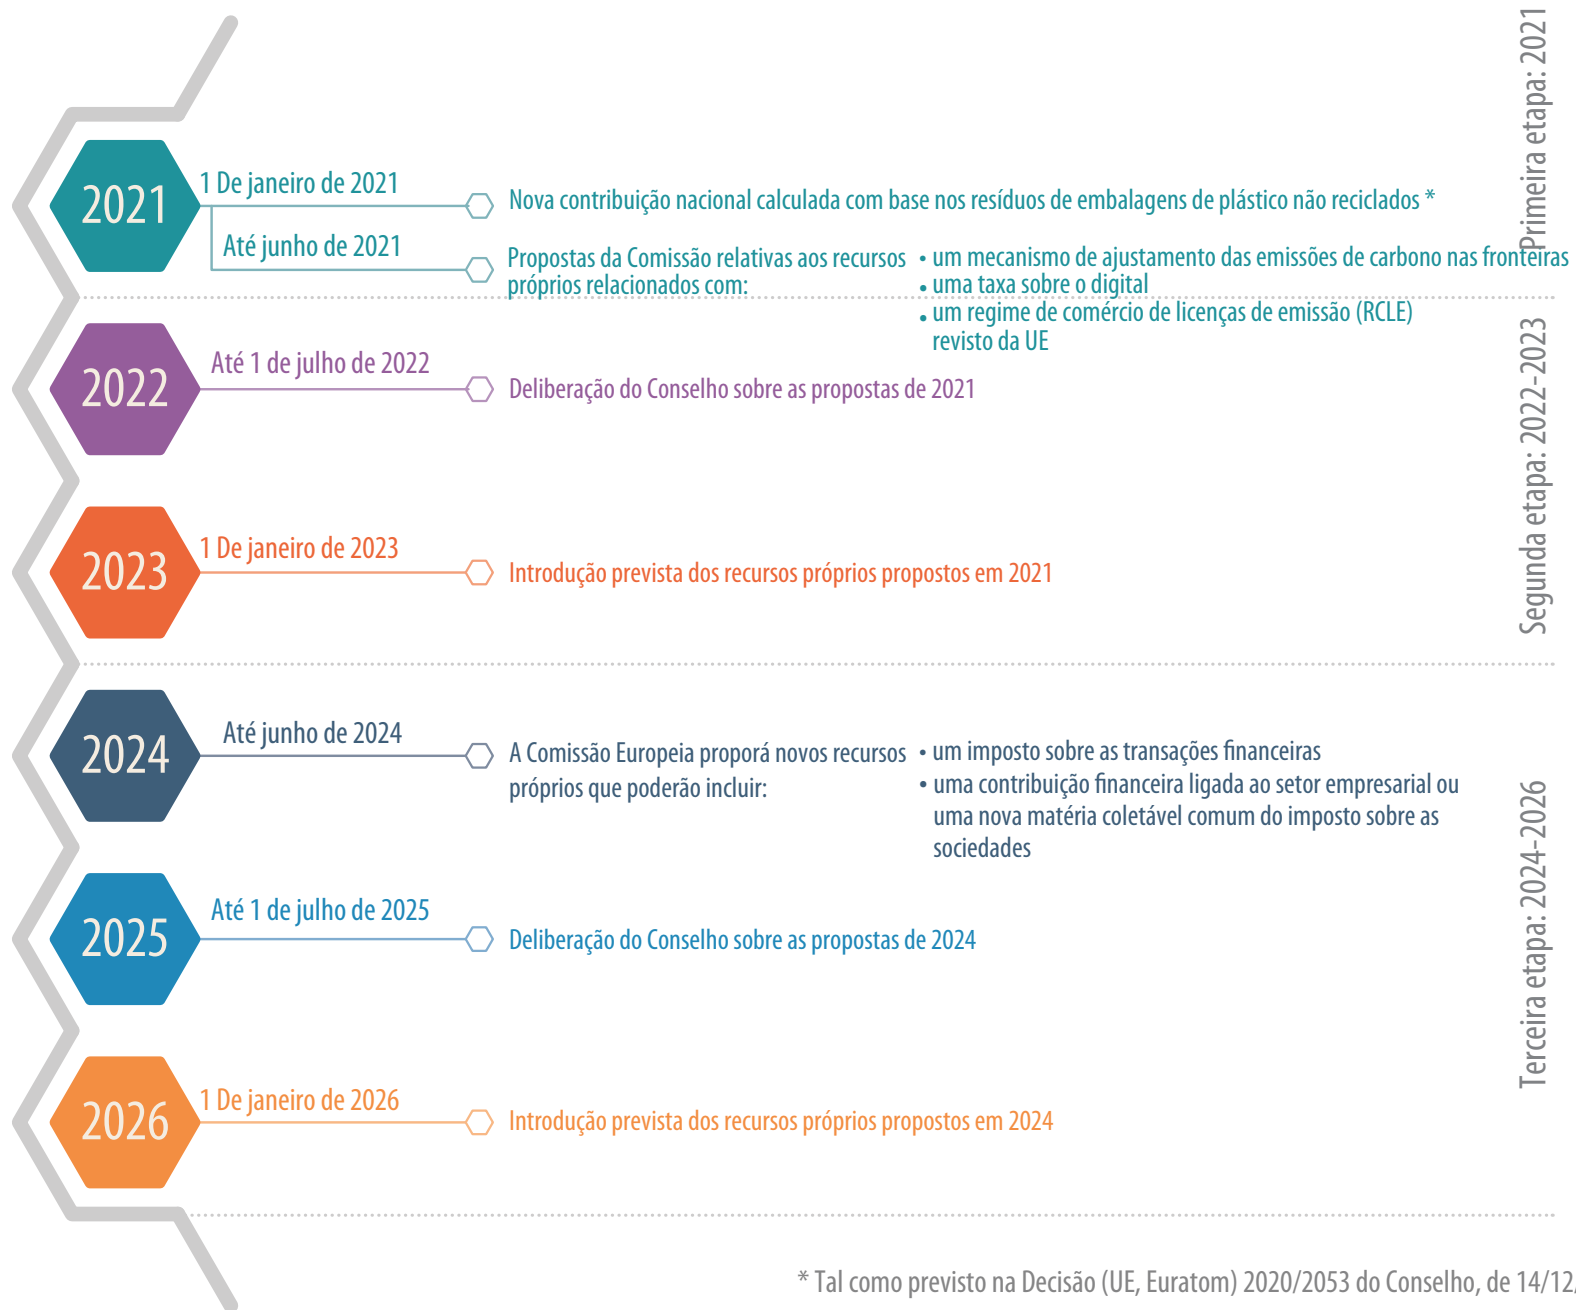 Primeira etapa: 2021
2021
1 De janeiro de 2021
Nova contribuição nacional calculada com base nos resíduos de embalagens de plástico não reciclados *
Até junho de 2021
Propostas da Comissão relativas aos recursos
próprios relacionados com:
• um mecanismo de ajustamento das emissões de carbono nas fronteiras
• uma taxa sobre o digital
• um regime de comércio de licenças de emissão (RCLE)
revisto da UE
Segunda etapa: 2022-2023
2022
Até 1 de julho de 2022
Deliberação do Conselho sobre as propostas de 2021
2023
1 De janeiro de 2023
Introdução prevista dos recursos próprios propostos em 2021
Terceira etapa: 2024-2026
2024
Até junho de 2024
A Comissão Europeia proporá novos recursos
próprios que poderão incluir:
• um imposto sobre as transações financeiras
• uma contribuição financeira ligada ao setor empresarial ou
uma nova matéria coletável comum do imposto sobre as
sociedades
2025
Até 1 de julho de 2025
Deliberação do Conselho sobre as propostas de 2024
2026
1 De janeiro de 2026
Introdução prevista dos recursos próprios propostos em 2024
* Tal como previsto na Decisão (UE, Euratom) 2020/2053 do Conselho, de 14/12/